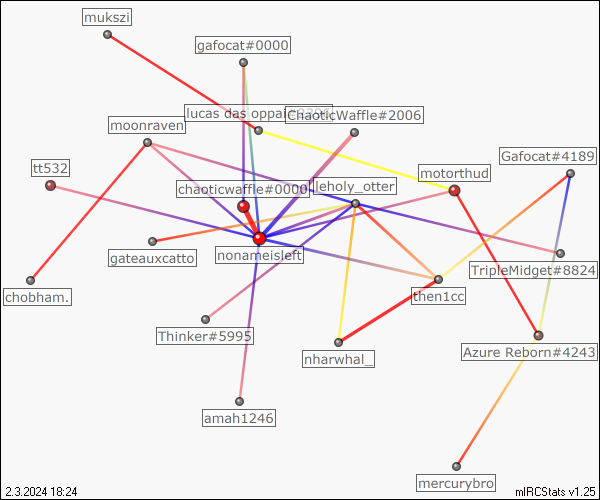 mukszi
gafocat#0000
lucas das oppaic
ChaoticWaffle#2006
moonraven
Gafocat#4189
tt532
motorthud
chaoticwaffle#0000
leholy_otter
nonameisleft
gateauxcatto
TripleMidget#8824
chobham.
then1cc
Thinker#5995
nharwhal_
Azure Reborn#4243
amah1246
mercurybro
2.3.2024 18:24
mIRCStats v1.25